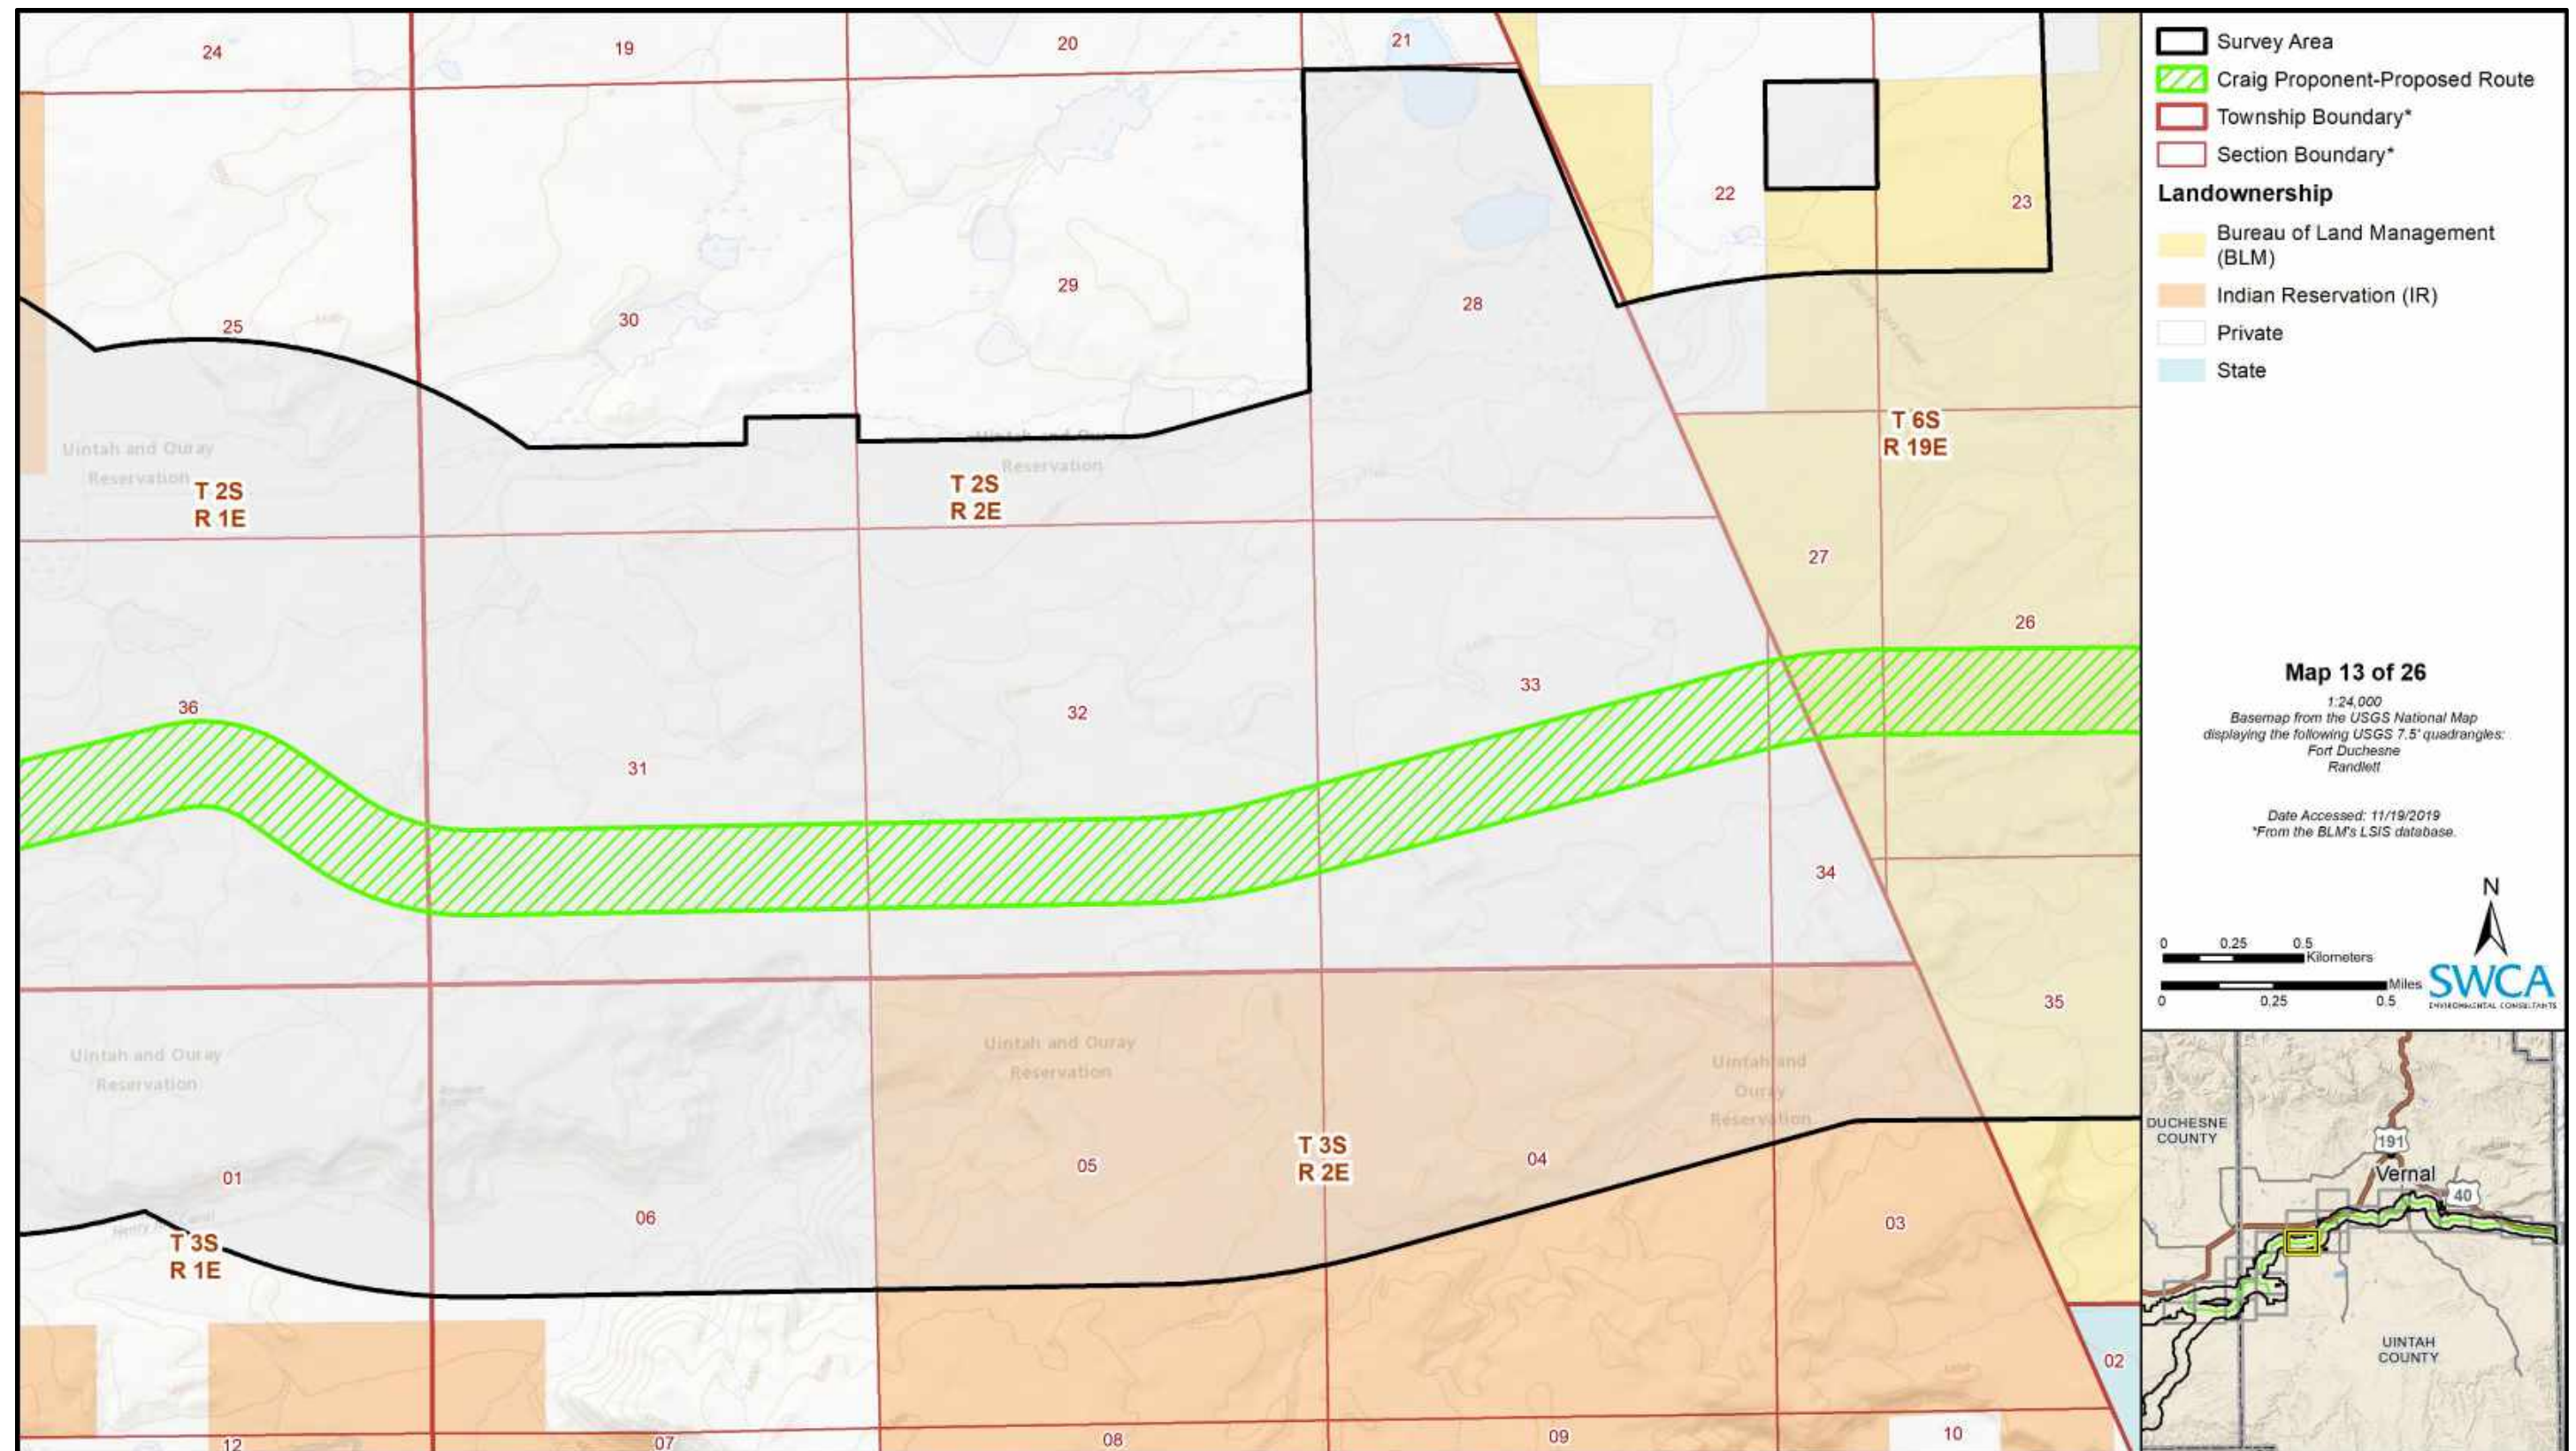 24
19
20
21
22
23
25
30
29
28
Uintah and Ouray
Reservation
Uintah and Ouray
Reservation
T 2S
R 1E
T 2S
R 2E
T 6S
R 19E
27
26
36
31
32
33
34
35
Uintah and Ouray
Reservation
Uintah and Ouray
Reservation
Uintah and
Ouray
Reservation
01
06
05
04
03
02
T 3S
R 1E
T 3S
R 2E
12
07
08
09
10
Survey Area
Craig Proponent-Proposed Route
Township Boundary*
Section Boundary*
Landownership
Bureau of Land Management
(BLM)
Indian Reservation (IR)
Private
State
Map 13 of 26
1:24,000
Basemap from the USGS National Map
displaying the following USGS 7.5' quadrangles:
Fort Duchesne
Randlett
Date Accessed: 11/19/2019
*From the BLM's LSIS database.
N
0 0.25 0.5
Kilometers
Miles
0 0.25 0.5
SWCA
ENVIRONMENTAL CONSULTANTS
DUCHESNE
COUNTY
191
Vernal
40
UINTAH
COUNTY